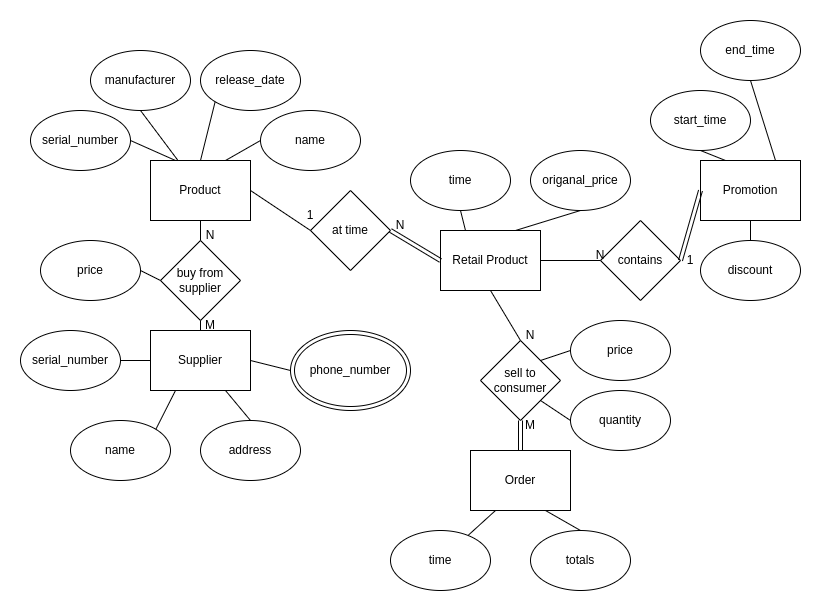 end_time
manufacturer
release_date
start_time
serial_number
name
time
origanal_price
Product
Promotion
1
N
at time
N
Retail Product
N
contains
1
price
buy from
supplier
discount
M
N
serial_number
Supplier
phone_number
price
sell to
consumer
quantity
M
name
address
Order
time
totals